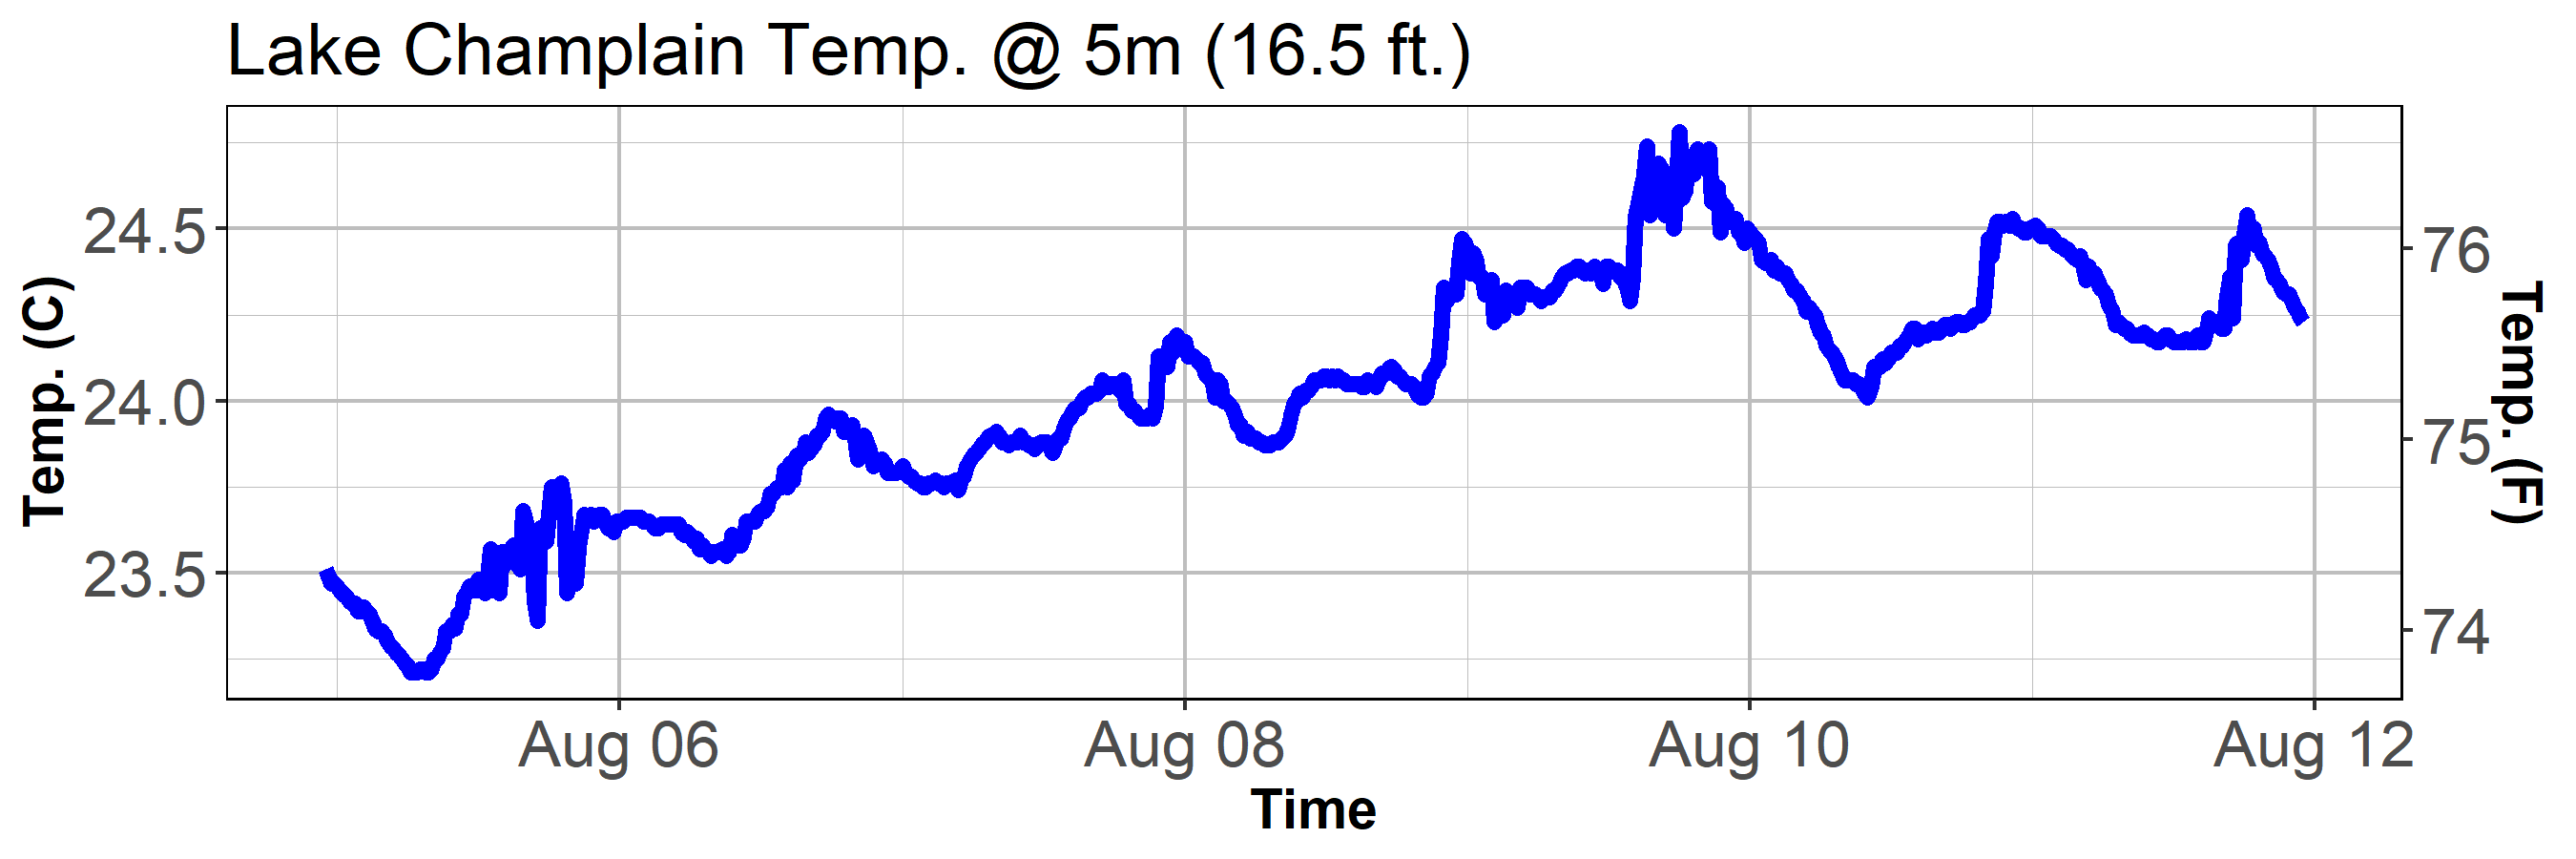 Lake Champlain Temp. @ 5m (16.5 ft.)
Temp. (C)
24.5
24.0
23.5
76
75
74
Temp. (F)
Aug 06 Aug 08 Aug 10 Aug 12
Time